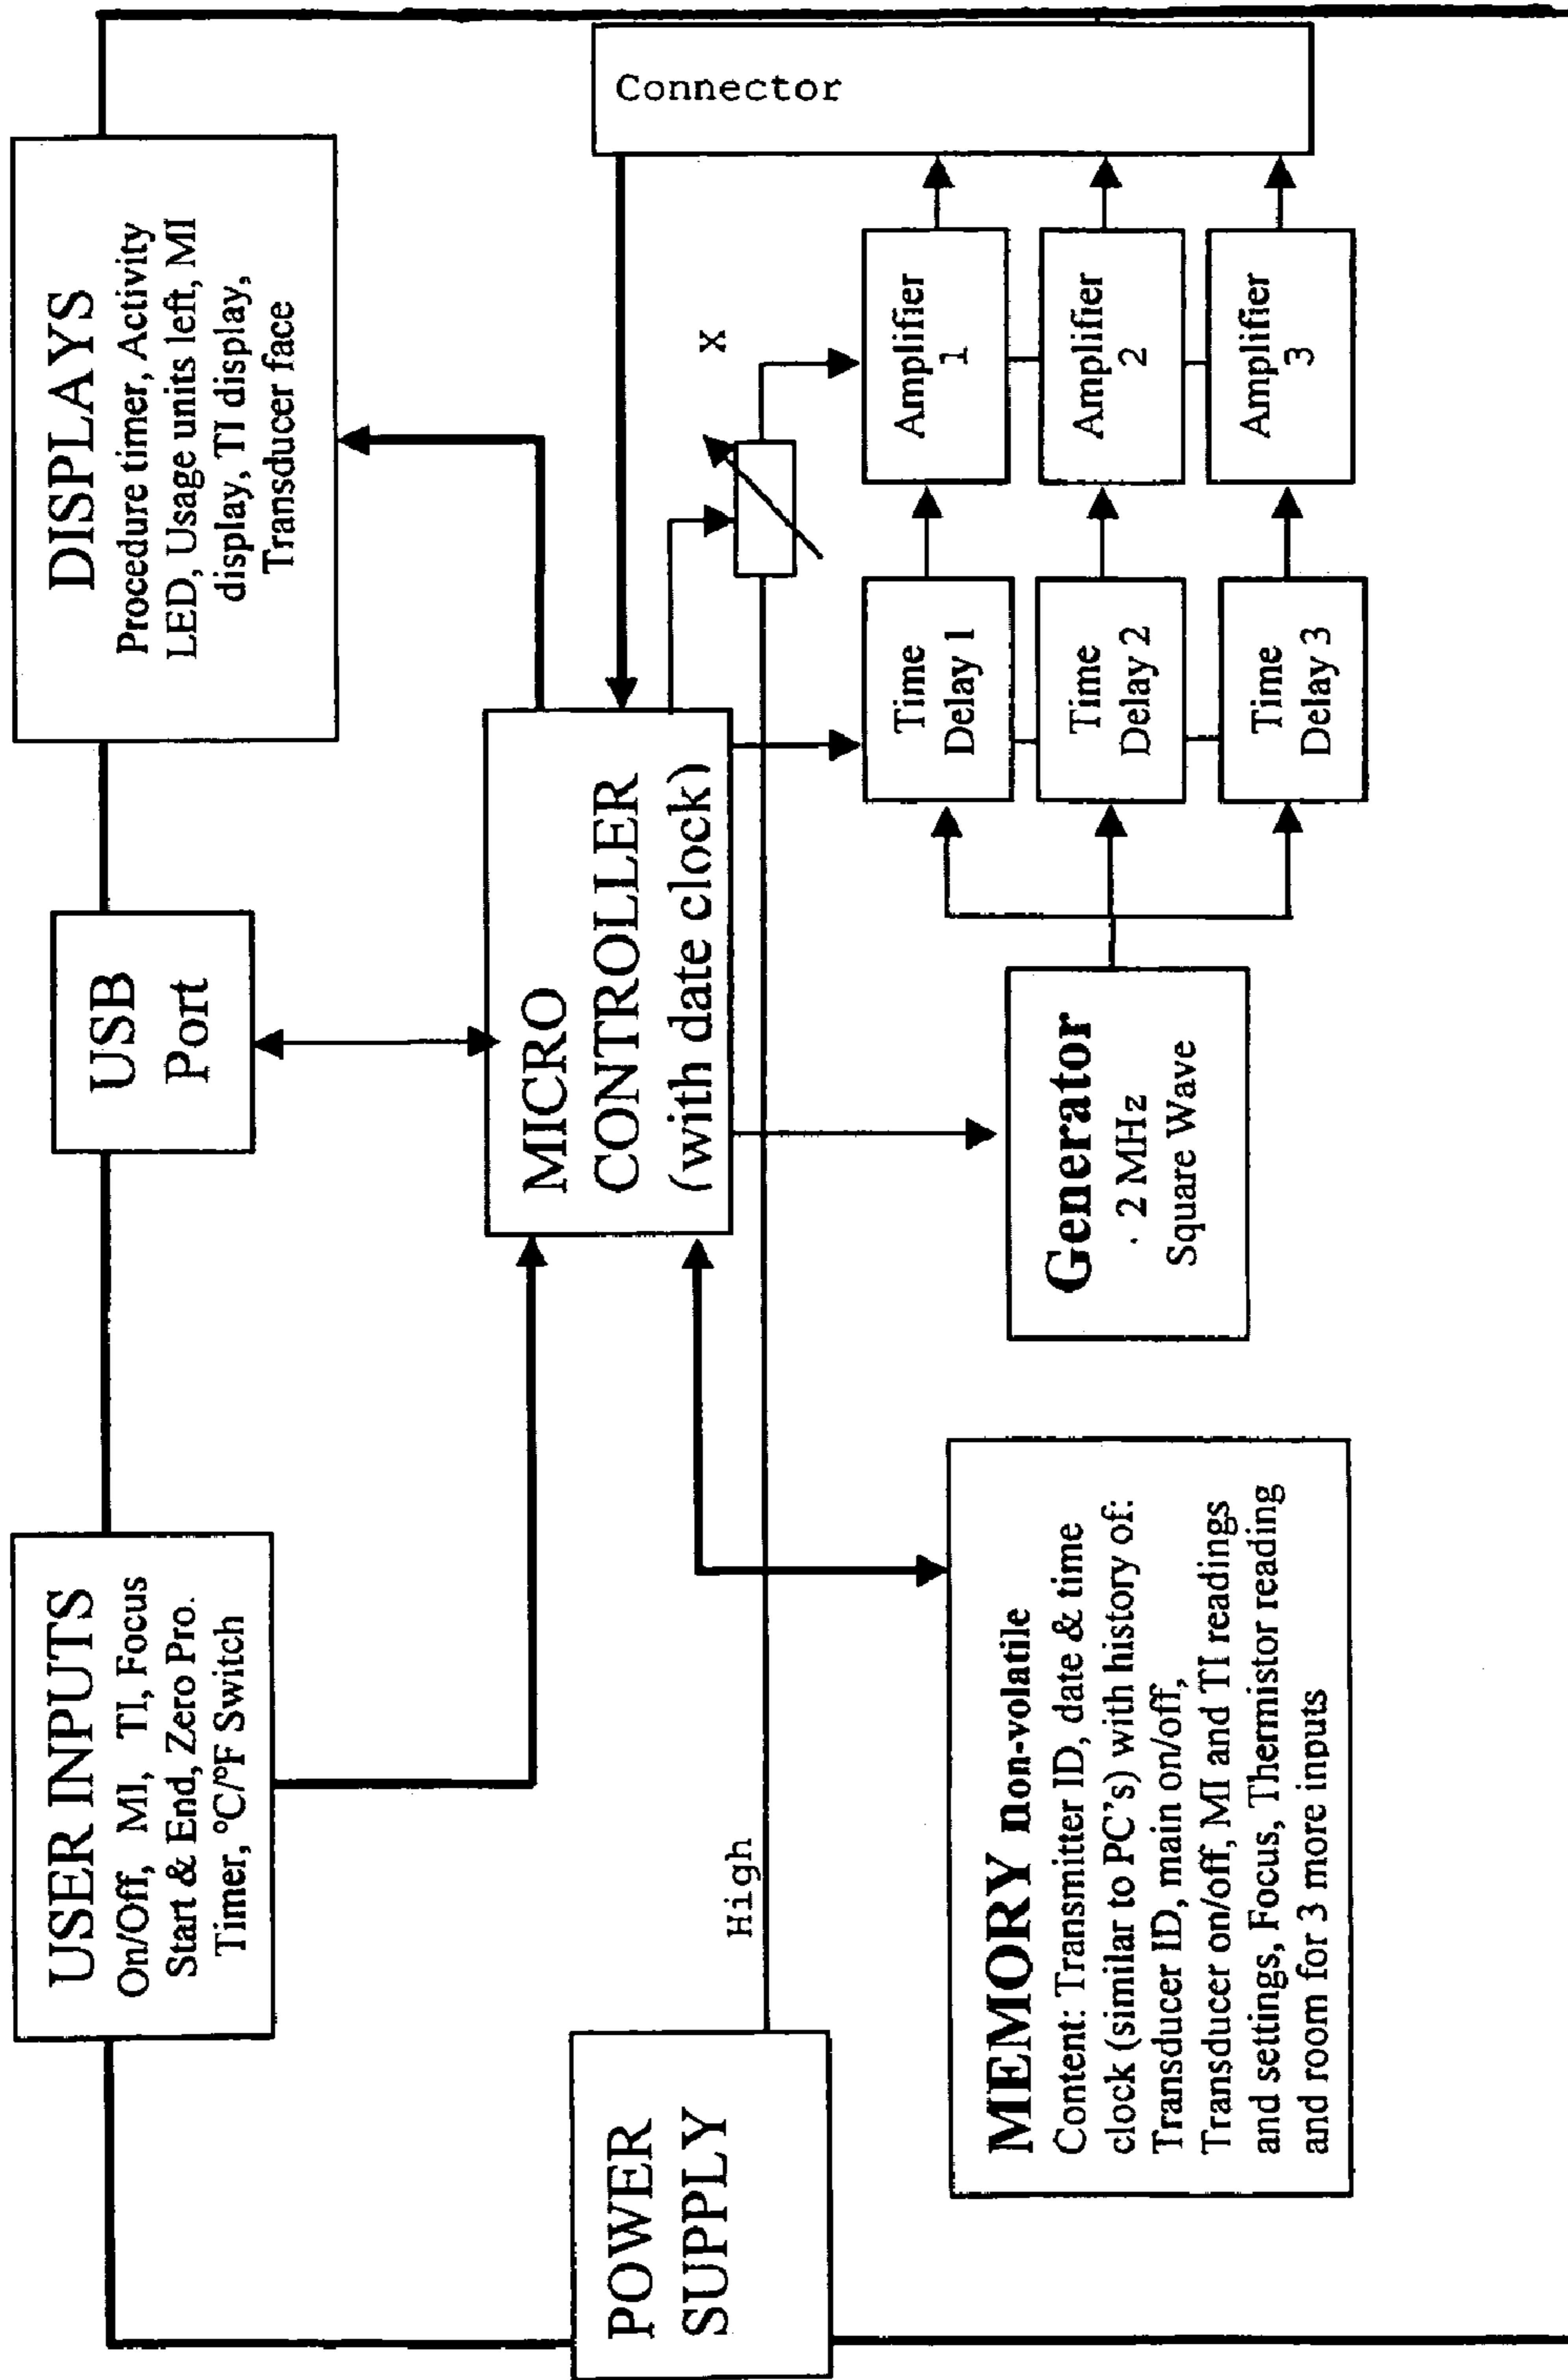 USER INPUTS
On/Off, MI, TI, Focus
Start & End, Zero Pro.
Timer, °C/°F Switch
USB
Port
DISPLAYS
Procedure timer, Activity
LED, Usage units left, MI
display, TI display,
Transducer face
POWER
SUPPLY
MICRO
CONTROLLER
(with date clock)
Connector
High
X
MEMORY non-volatile
Content: Transmitter ID, date & time
clock (similar to PC's) with history of:
Transducer ID, main on/off,
Transducer on/off, MI and TI readings
and settings, Focus, Thermistor reading
and room for 3 more inputs
Generator
· 2 MHz
Square Wave
Time
Delay 1
Time
Delay 2
Time
Delay 3
Amplifier
1
Amplifier
2
Amplifier
3